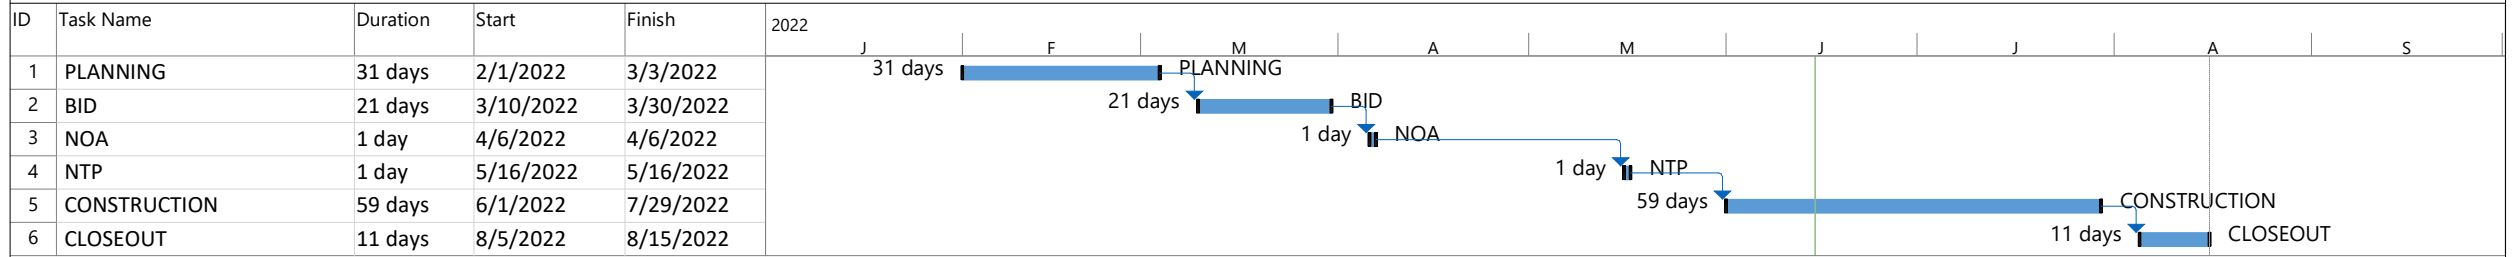 ID Task Name Duration Start Finish 2022
J F M A M J J A S
1 PLANNING 31 days 2/1/2022 3/3/2022 31 days PLANNING
2 BID 21 days 3/10/2022 3/30/2022 21 days BID
3 NOA 1 day 4/6/2022 4/6/2022 1 day NOA
4 NTP 1 day 5/16/2022 5/16/2022 1 day NTP
5 CONSTRUCTION 59 days 6/1/2022 7/29/2022 59 days CONSTRUCTION
6 CLOSEOUT 11 days 8/5/2022 8/15/2022 11 days CLOSEOUT